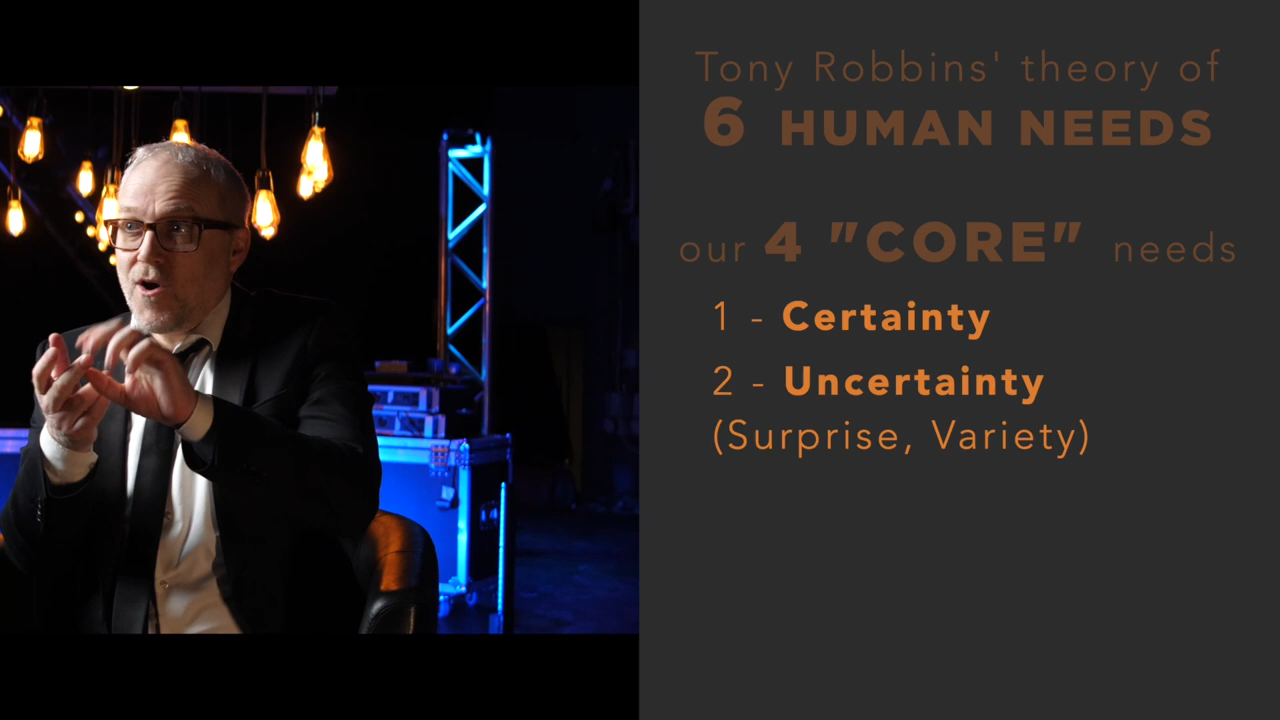 Tony Robbins' theory of
6 HUMAN NEEDS
our 4 "CORE" needs
1 - Certainty
2 - Uncertainty
(Surprise, Variety)